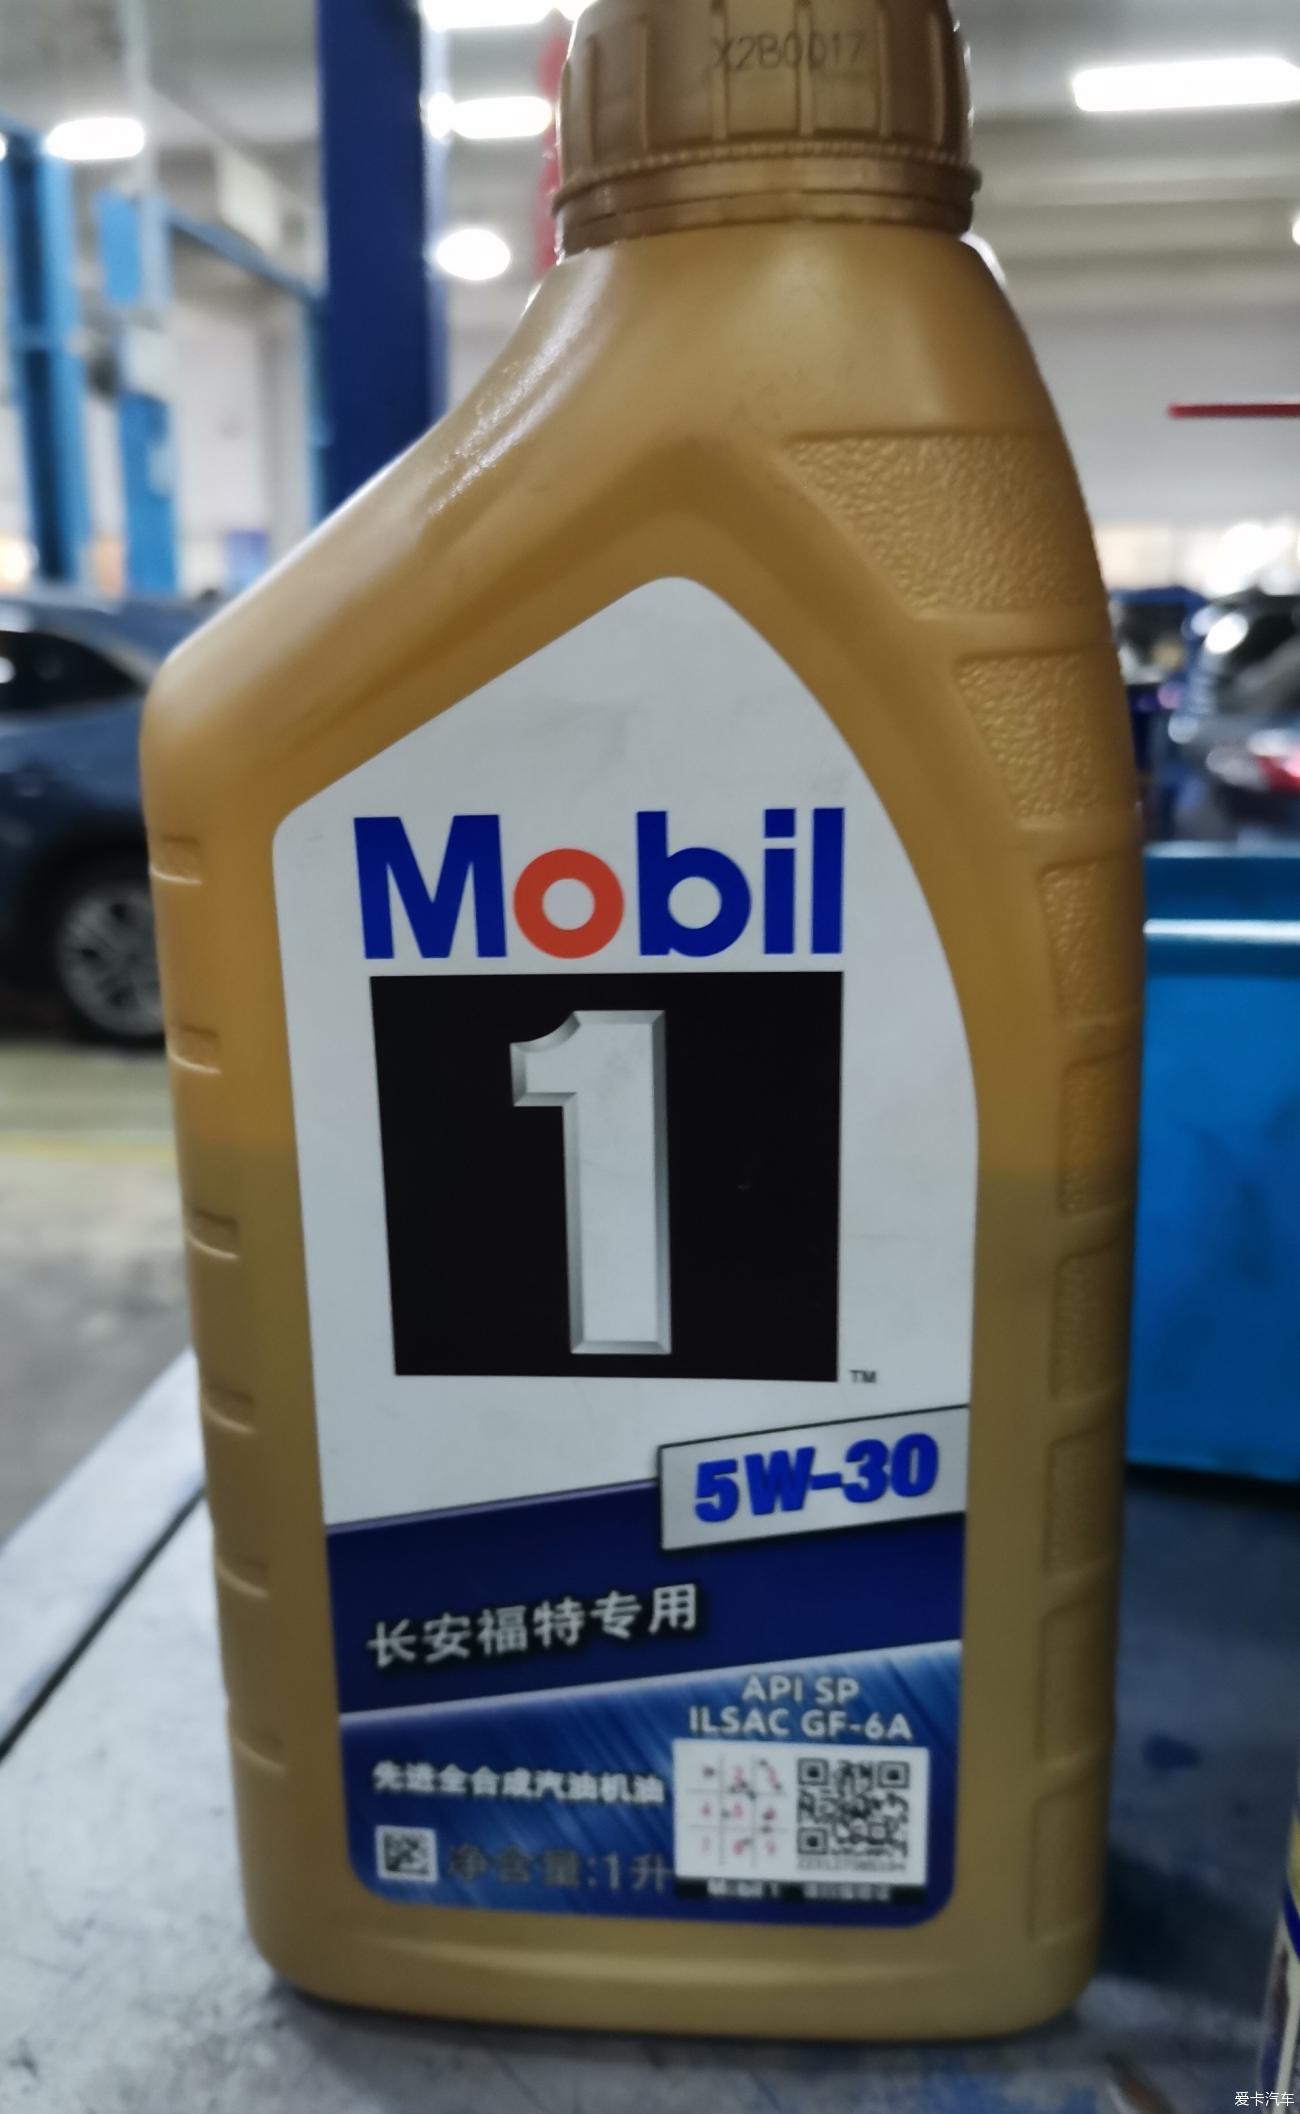 X2B0017
Mobil
1
TM
5W-30
长安福特专用
API SP
ILSAC GF-6A
先进全合成汽油机油
净含量:1升
爱卡汽车